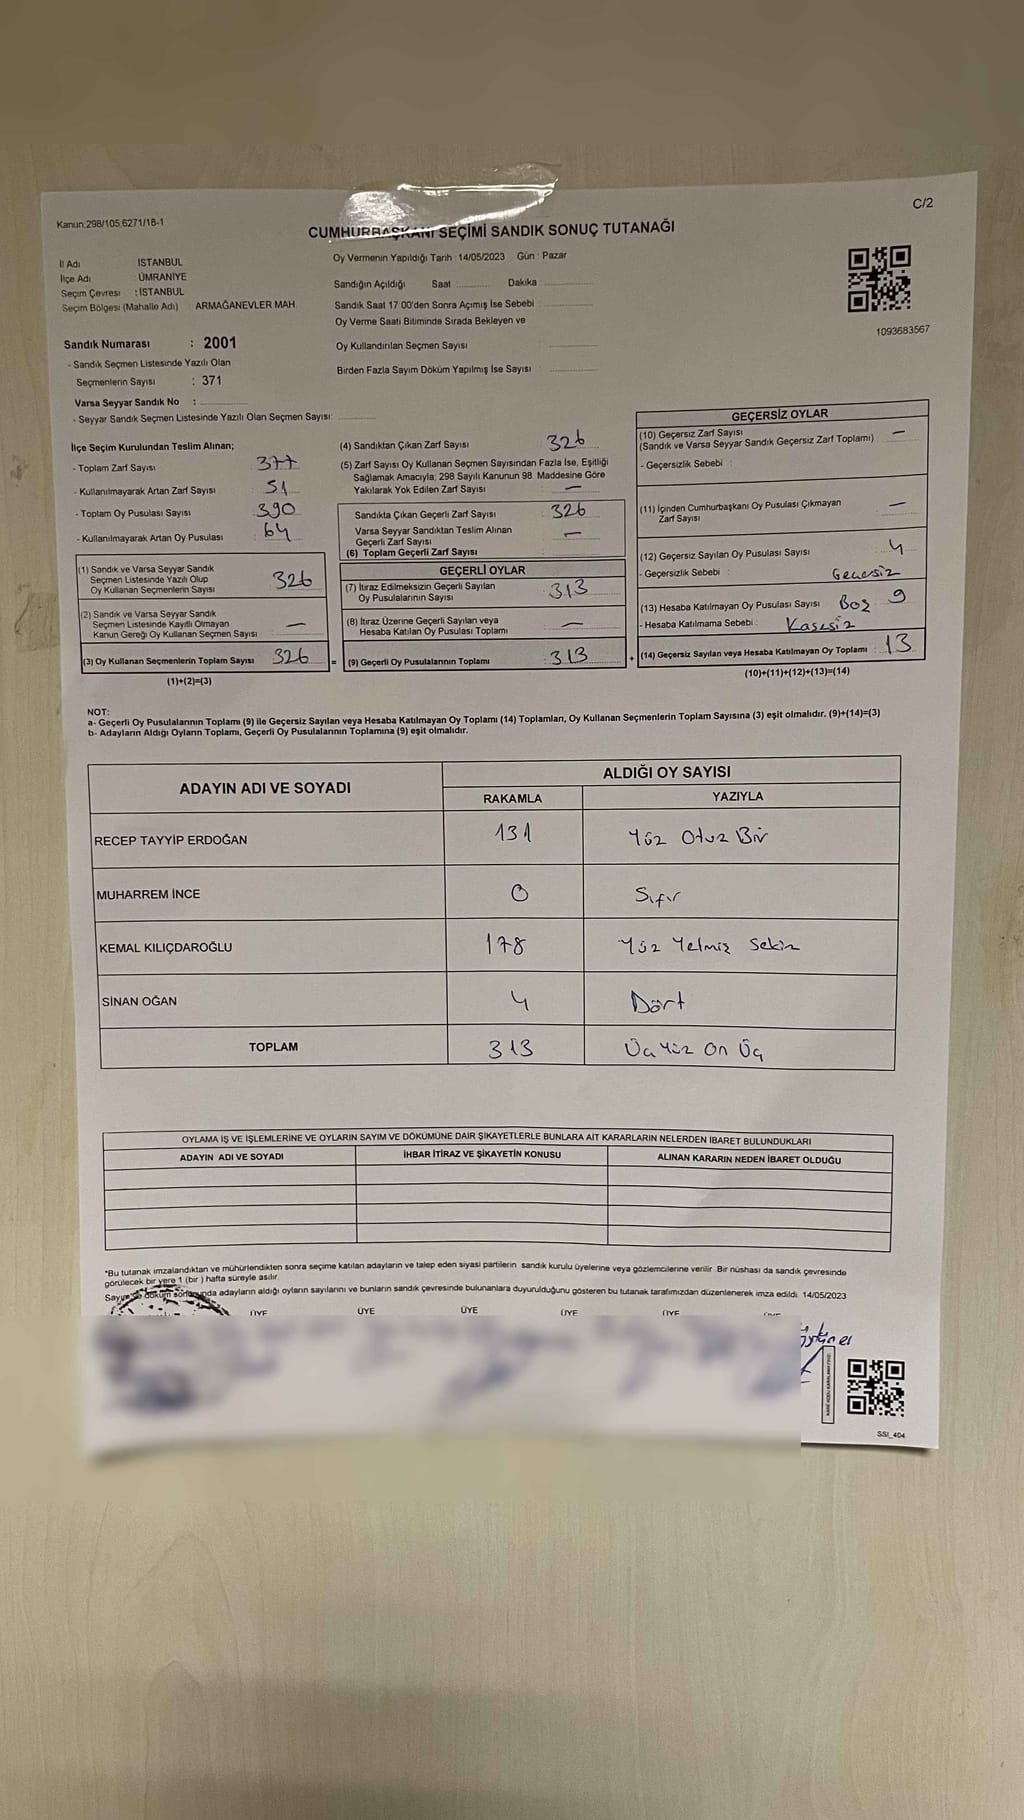 C/2
Kanun:298/105,6271/18-1
CUMHURBAŞKANI SEÇİMİ SANDIK SONUÇ TUTANAĞI
İl Adı İSTANBUL
İlçe Adı ÜMRANİYE
Seçim Çevresi : İSTANBUL
Seçim Bölgesi (Mahalle Adı) ARMAĞANEVLER MAH.
Oy Vermenin Yapıldığı Tarih : 14/05/2023 Gün : Pazar
Sandığın Açıldığı Saat Dakika
Sandık Saat 17:00'den Sonra Açımış İse Sebebi
Oy Verme Saati Bitiminde Sırada Bekleyen ve
Oy Kullandırılan Seçmen Sayısı
Birden Fazla Sayım Döküm Yapılmış İse Sayısı
1093683567
Sandık Numarası : 2001
- Sandık Seçmen Listesinde Yazılı Olan
Seçmenlerin Sayısı : 371
Varsa Seyyar Sandık No :
- Seyyar Sandık Seçmen Listesinde Yazılı Olan Seçmen Sayısı:
İlçe Seçim Kurulundan Teslim Alınan;
- Toplam Zarf Sayısı 377
- Kullanılmayarak Artan Zarf Sayısı 51
- Toplam Oy Pusulası Sayısı 390
- Kullanılmayarak Artan Oy Pusulası 64
(1) Sandık ve Varsa Seyyar Sandık
Seçmen Listesinde Yazılı Olup
Oy Kullanan Seçmenlerin Sayısı 326
(2) Sandık ve Varsa Seyyar Sandık
Seçmen Listesinde Kayıtlı Olmayan
Kanun Gereği Oy Kullanan Seçmen Sayısı —
(3) Oy Kullanan Seçmenlerin Toplam Sayısı 326 =
(1)+(2)=(3)
(4) Sandıktan Çıkan Zarf Sayısı 326
(5) Zarf Sayısı Oy Kullanan Seçmen Sayısından Fazla İse, Eşitliği
Sağlamak Amacıyla; 298 Sayılı Kanunun 98. Maddesine Göre
Yakılarak Yok Edilen Zarf Sayısı : —
Sandıkta Çıkan Geçerli Zarf Sayısı 326
Varsa Seyyar Sandıktan Teslim Alınan
Geçerli Zarf Sayısı —
(6) Toplam Geçerli Zarf Sayısı
GEÇERLİ OYLAR
(7) İtiraz Edilmeksizin Geçerli Sayılan
Oy Pusulalarının Sayısı 313
(8) İtiraz Üzerine Geçerli Sayılan veya
Hesaba Katılan Oy Pusulası Toplamı —
(9) Geçerli Oy Pusulalarının Toplamı 313 +
GEÇERSİZ OYLAR
(10) Geçersiz Zarf Sayısı
(Sandık ve Varsa Seyyar Sandık Geçersiz Zarf Toplamı) : —
- Geçersizlik Sebebi :
(11) İçinden Cumhurbaşkanı Oy Pusulası Çıkmayan
Zarf Sayısı —
(12) Geçersiz Sayılan Oy Pusulası Sayısı 4
- Geçersizlik Sebebi : Geçersiz
(13) Hesaba Katılmayan Oy Pusulası Sayısı Boş 9
- Hesaba Katılmama Sebebi :
(14) Geçersiz Sayılan veya Hesaba Katılmayan Oy Toplamı : 13
(10)+(11)+(12)+(13)=(14)
NOT:
a- Geçerli Oy Pusulalarının Toplamı (9) ile Geçersiz Sayılan veya Hesaba Katılmayan Oy Toplamı (14) Toplamları, Oy Kullanan Seçmenlerin Toplam Sayısına (3) eşit olmalıdır. (9)+(14)=(3)
b- Adayların Aldığı Oyların Toplamı, Geçerli Oy Pusulalarının Toplamına (9) eşit olmalıdır.
ADAYIN ADI VE SOYADI ALDIĞI OY SAYISI
RAKAMLA YAZIYLA
RECEP TAYYİP ERDOĞAN 131 Yüz Otuz Bir
MUHARREM İNCE 0 Sıfır
KEMAL KILIÇDAROĞLU 178 Yüz Yetmiş Sekiz
SİNAN OĞAN 4 Dört
TOPLAM 313 Üç Yüz On Üç
OYLAMA İŞ VE İŞLEMLERİNE VE OYLARIN SAYIM VE DÖKÜMÜNE DAİR ŞİKAYETLERLE BUNLARA AİT KARARLARIN NELERDEN İBARET BULUNDUKLARI
ADAYIN ADI VE SOYADI İHBAR İTİRAZ VE ŞİKAYETİN KONUSU ALINAN KARARIN NEDEN İBARET OLDUĞU
*Bu tutanak imzalandıktan ve mühürlendikten sonra seçime katılan adayların ve talep eden siyasi partilerin sandık kurulu üyelerine veya gözlemcilerine verilir. Bir nüshası da sandık çevresinde
görülecek bir yere 1 (bir ) hafta süreyle asılır.
Sayım ve döküm sonunda adayların aldığı oyların sayılarını ve bunların sandık çevresinde bulunanlara duyurulduğunu gösteren bu tutanak tarafımızdan düzenlenerek imza edildi. 14/05/2023
ÜYE ÜYE ÜYE ÜYE ÜYE
SSI_404